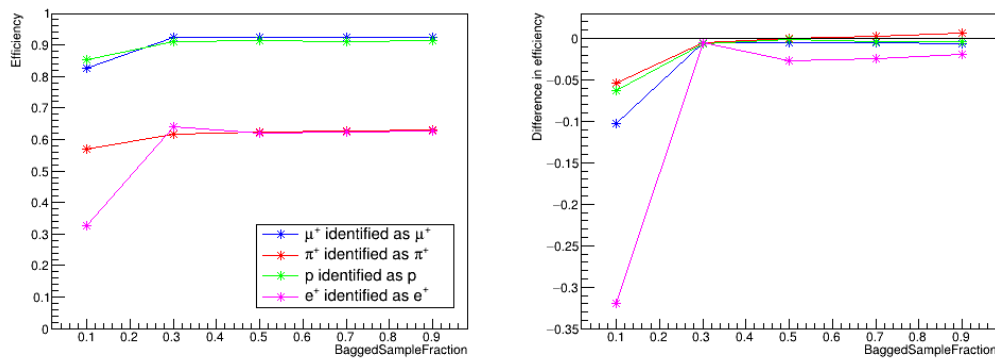 Efficiency
1
0.9
0.8
0.7
0.6
0.5
0.4
0.3
0.2
0.1
0
0.1 0.2 0.3 0.4 0.5 0.6 0.7 0.8 0.9
BaggedSampleFraction
μ⁺ identified as μ⁺
π⁺ identified as π⁺
p identified as p
e⁺ identified as e⁺
Difference in efficiency
0
−0.05
−0.1
−0.15
−0.2
−0.25
−0.3
−0.35
0.1 0.2 0.3 0.4 0.5 0.6 0.7 0.8 0.9
BaggedSampleFraction